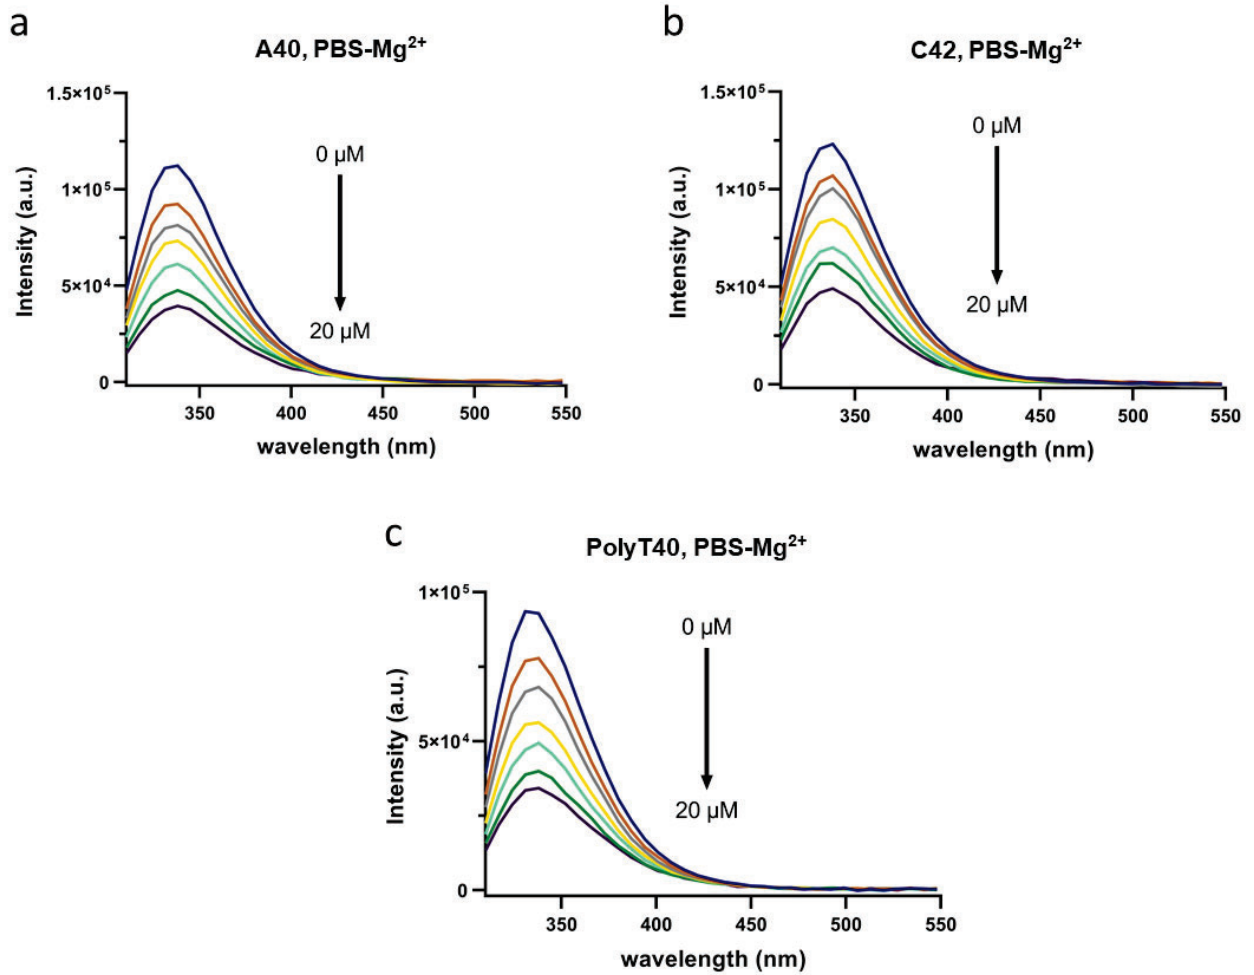 a
A40, PBS-Mg²⁺
1.5×10⁵
1×10⁵
5×10⁴
0
Intensity (a.u.)
0 µM
20 µM
350 400 450 500 550
wavelength (nm)
b
C42, PBS-Mg²⁺
1.5×10⁵
1×10⁵
5×10⁴
0
Intensity (a.u.)
0 µM
20 µM
350 400 450 500 550
wavelength (nm)
c
PolyT40, PBS-Mg²⁺
1×10⁵
5×10⁴
0
Intensity (a.u.)
0 µM
20 µM
350 400 450 500 550
wavelength (nm)